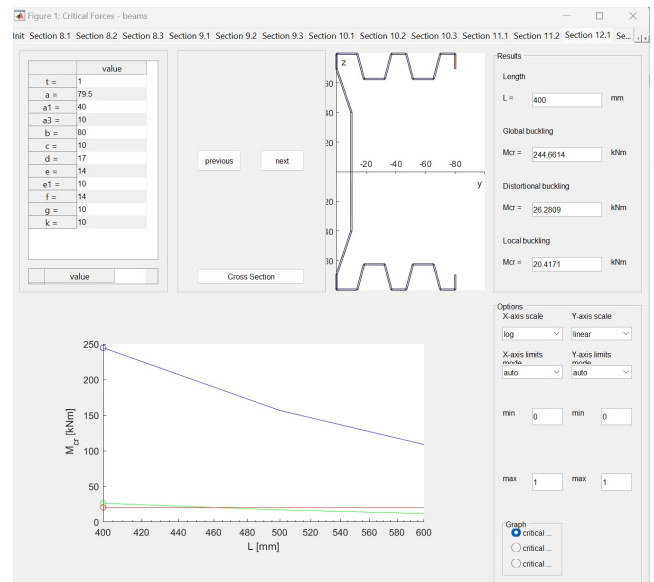 Figure 1: Critical Forces - beams
Init Section 8.1 Section 8.2 Section 8.3 Section 9.1 Section 9.2 Section 9.3 Section 10.1 Section 10.2 Section 10.3 Section 11.1 Section 11.2 Section 12.1 Se...
value
t = 1
a = 79.5
a1 = 40
a3 = 10
b = 80
c = 10
d = 17
e = 14
e1 = 10
f = 14
g = 10
k = 10
value
previous next
Cross Section
z
60
40
20
-20 -40 -60 -80
y
20
40
60
Results
Length
L = 400 mm
Global buckling
Mcr = 244.6614 kNm
Distortional buckling
Mcr = 26.2809 kNm
Local buckling
Mcr = 20.4171 kNm
250
200
150
100
50
0
400 420 440 460 480 500 520 540 560 580 600
L [mm]
M cr [kNm]
Options
X-axis scale Y-axis scale
log linear
X-axis limits mode Y-axis limits mode
auto auto
min 0 min 0
max 1 max 1
Graph
critical ...
critical ...
critical ...